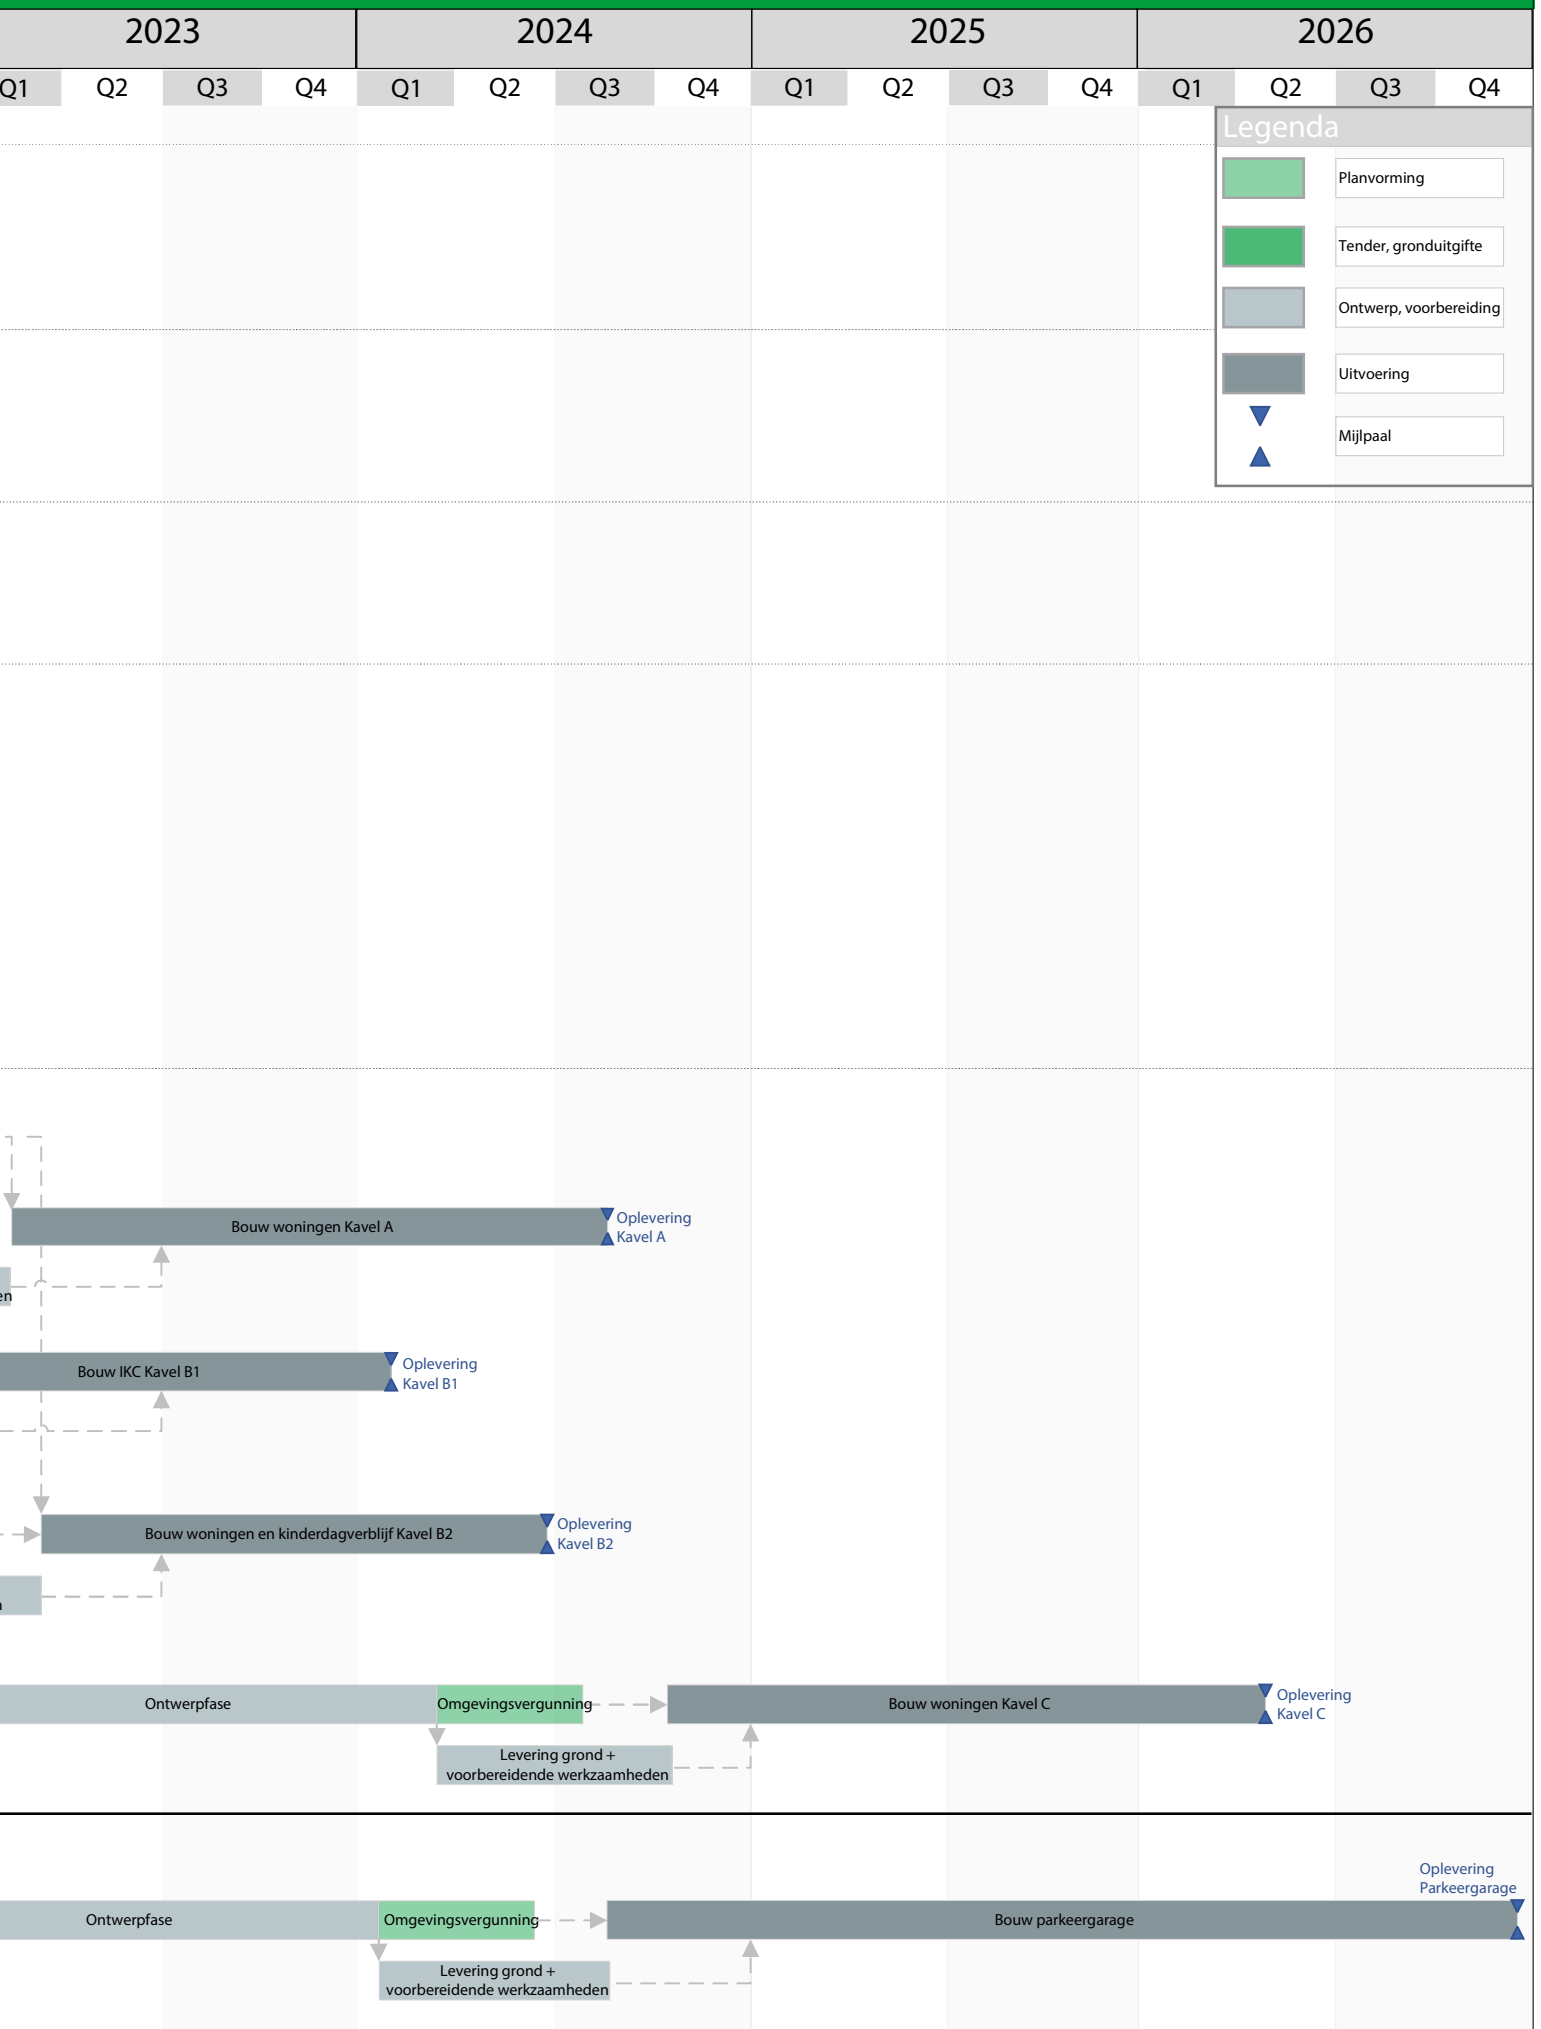 2023 2024 2025 2026
Q1 Q2 Q3 Q4 Q1 Q2 Q3 Q4 Q1 Q2 Q3 Q4 Q1 Q2 Q3 Q4
Legenda
Planvorming
Tender, gronduitgifte
Ontwerp, voorbereiding
Uitvoering
Mijlpaal
Bouw woningen Kavel A
Oplevering
Kavel A
en
Bouw IKC Kavel B1
Oplevering
Kavel B1
Bouw woningen en kinderdagverblijf Kavel B2
Oplevering
Kavel B2
Ontwerpfase
Omgevingsvergunning
Bouw woningen Kavel C
Oplevering
Kavel C
Levering grond +
voorbereidende werkzaamheden
Oplevering
Parkeergarage
Ontwerpfase
Omgevingsvergunning
Bouw parkeergarage
Levering grond +
voorbereidende werkzaamheden